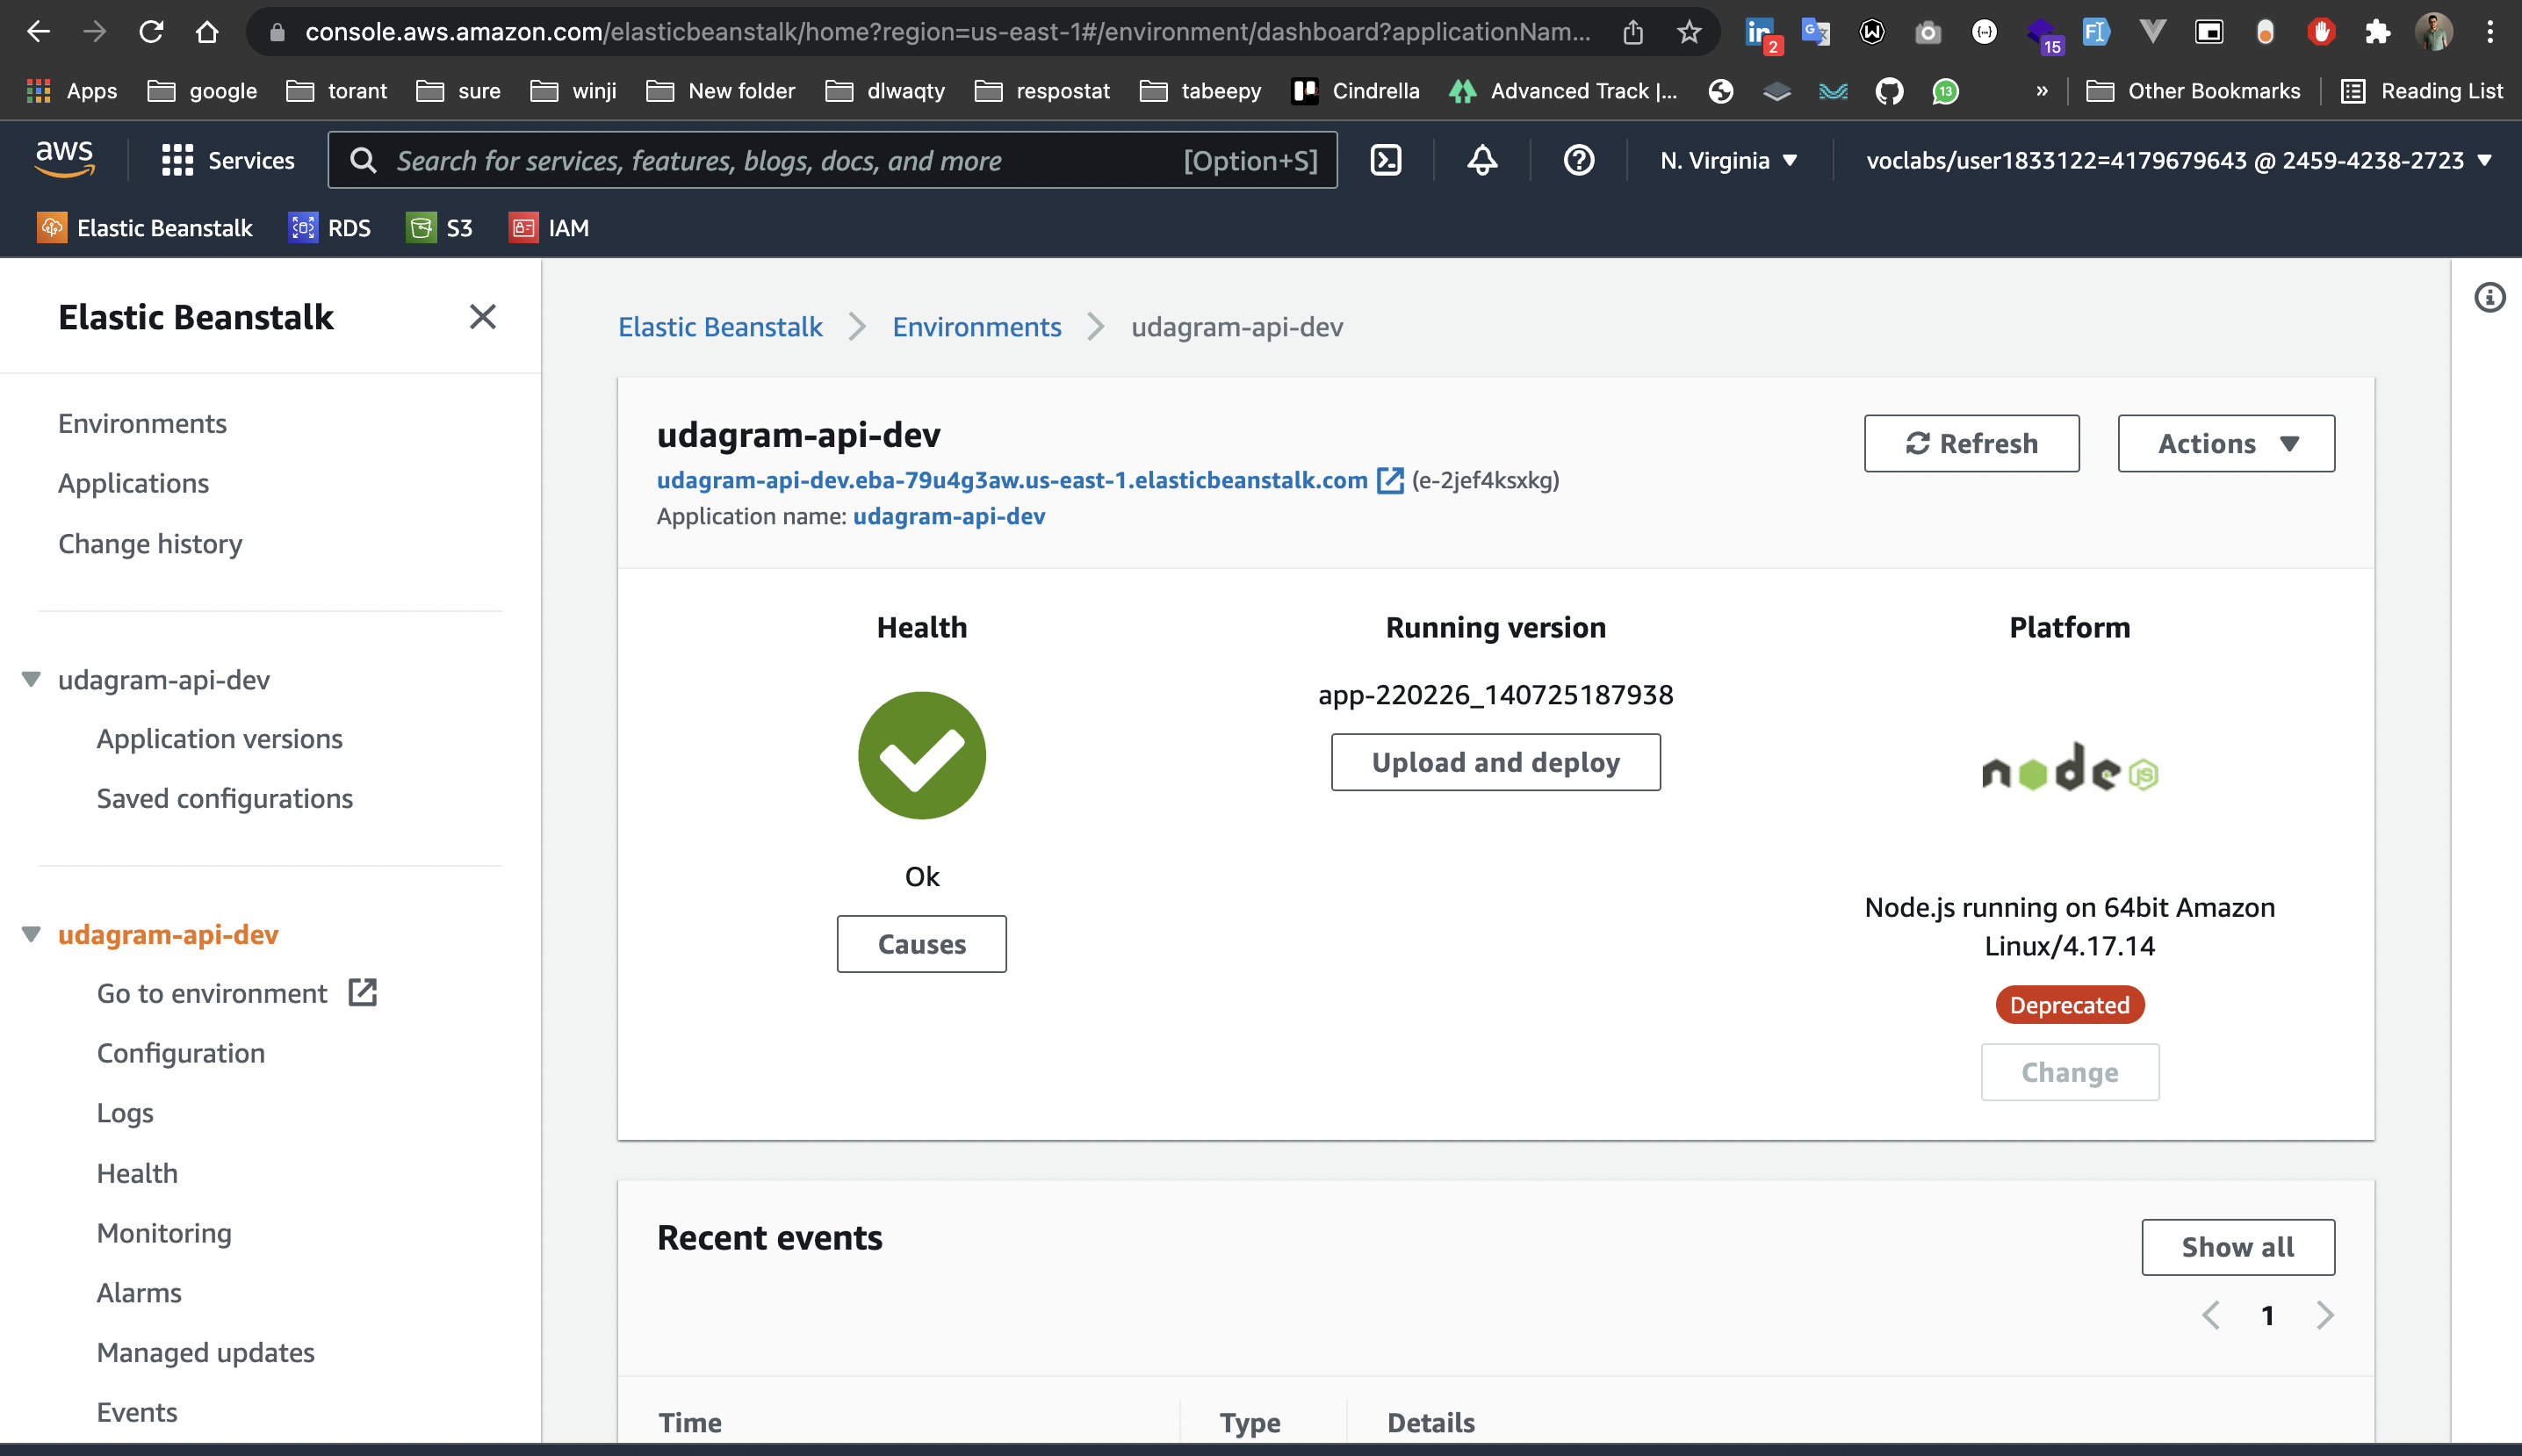 console.aws.amazon.com/elasticbeanstalk/home?region=us-east-1#/environment/dashboard?applicationNam...
2
15
Apps google torant sure winji New folder dlwaqty respostat tabeepy Cindrella Advanced Track |... 13 » Other Bookmarks Reading List
aws Services Search for services, features, blogs, docs, and more [Option+S] N. Virginia voclabs/user1833122=4179679643 @ 2459-4238-2723
Elastic Beanstalk RDS S3 IAM
Elastic Beanstalk
Environments
Applications
Change history
udagram-api-dev
Application versions
Saved configurations
udagram-api-dev
Go to environment
Configuration
Logs
Health
Monitoring
Alarms
Managed updates
Events
Elastic Beanstalk Environments udagram-api-dev
udagram-api-dev
udagram-api-dev.eba-79u4g3aw.us-east-1.elasticbeanstalk.com (e-2jef4ksxkg)
Application name: udagram-api-dev
Refresh
Actions
Health
Ok
Causes
Running version
app-220226_140725187938
Upload and deploy
Platform
node JS
Node.js running on 64bit Amazon
Linux/4.17.14
Deprecated
Change
Recent events
Show all
1
Time Type Details